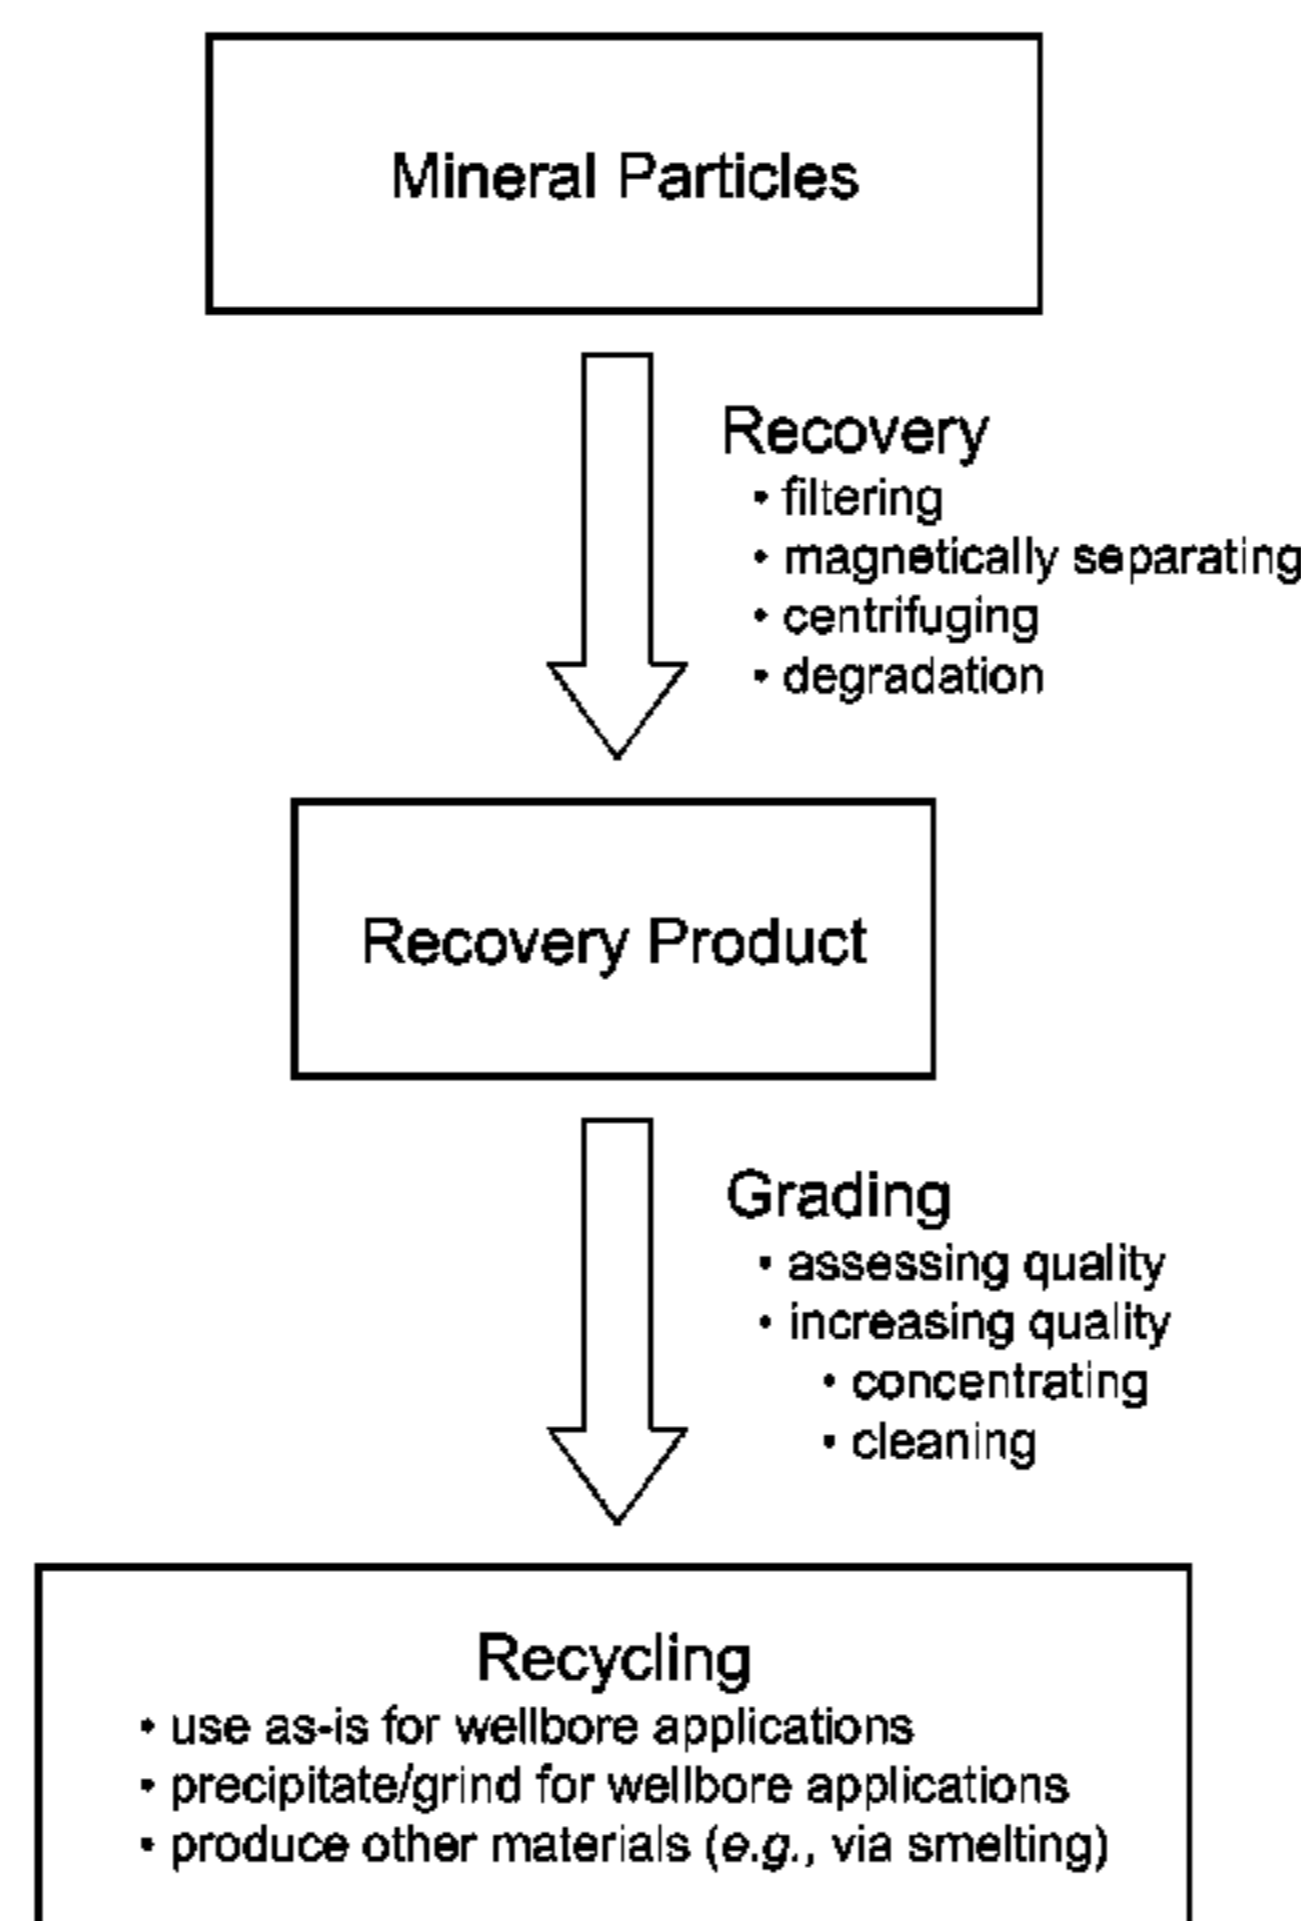 Mineral Particles
Recovery
• filtering
• magnetically separating
• centrifuging
• degradation
Recovery Product
Grading
• assessing quality
• increasing quality
• concentrating
• cleaning
Recycling
• use as-is for wellbore applications
• precipitate/grind for wellbore applications
• produce other materials (e.g., via smelting)